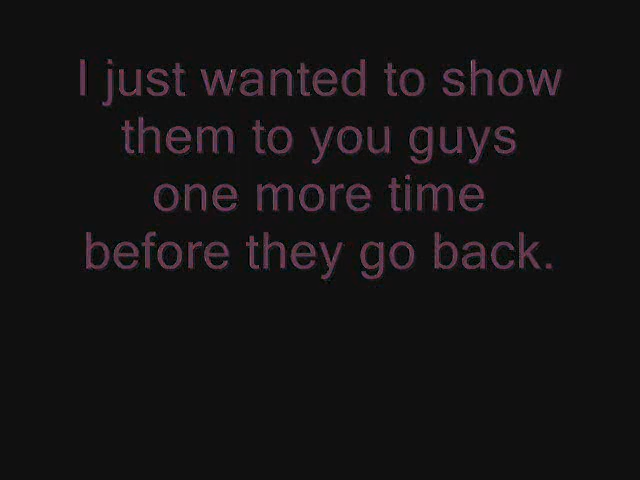 I just wanted to show
them to you guys
one more time
before they go back.